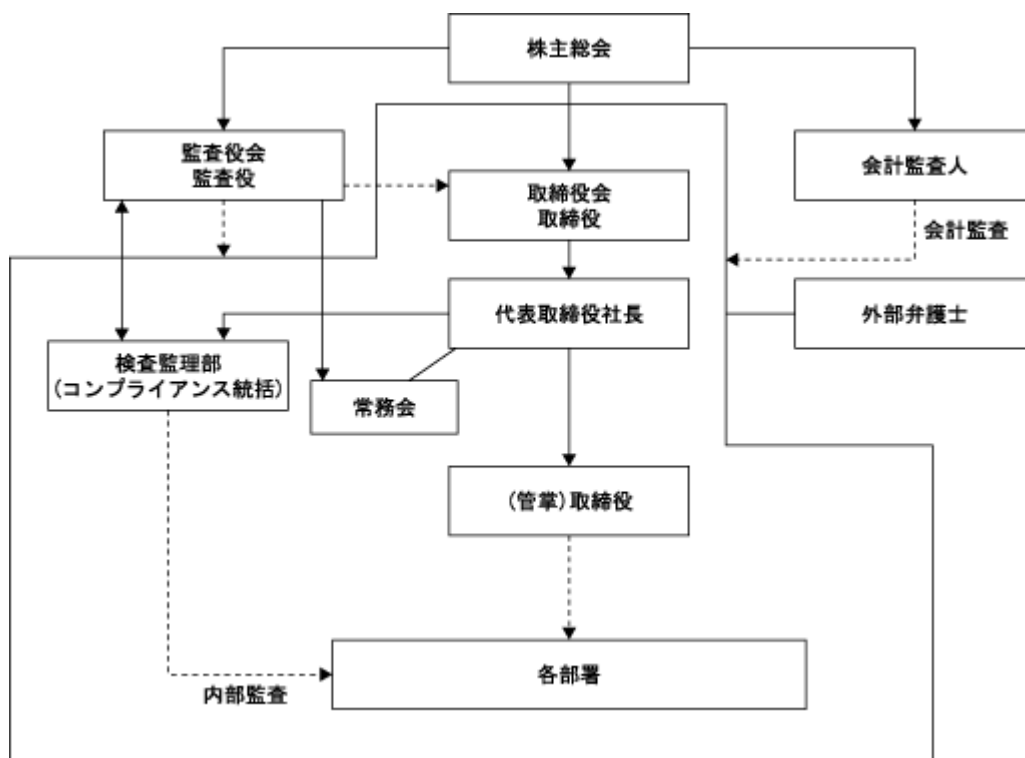 株主総会
監査役会
監査役
会計監査人
取締役会
取締役
会計監査
代表取締役社長
外部弁護士
検査監理部
(コンプライアンス統括)
常務会
(管掌)取締役
各部署
内部監査